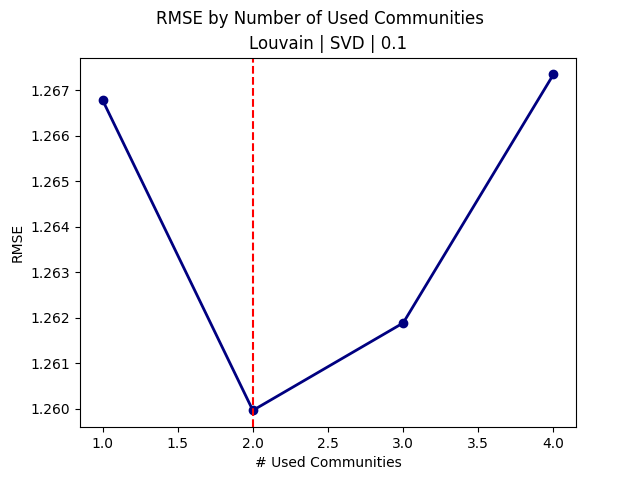 RMSE by Number of Used Communities
Louvain | SVD | 0.1
1.267
1.266
1.265
1.264
1.263
1.262
1.261
1.260
RMSE
1.0 1.5 2.0 2.5 3.0 3.5 4.0
# Used Communities